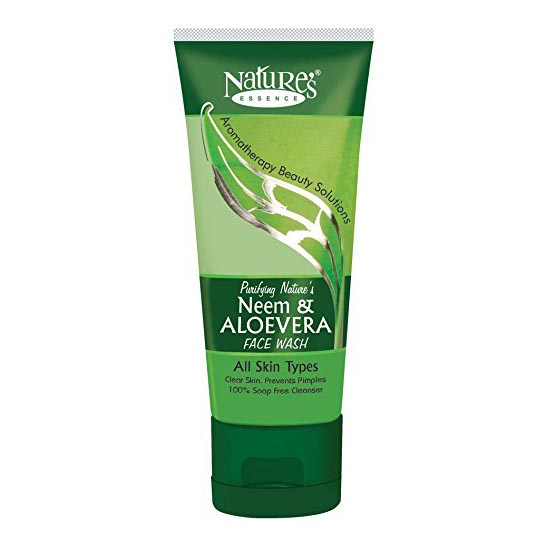 NATURE'S®
ESSENCE
Aromatherapy Beauty Solutions
Purifying Nature's
Neem &
ALOEVERA
FACE WASH
All Skin Types
Clear Skin. Prevents Pimples
100% Soap Free Cleanser